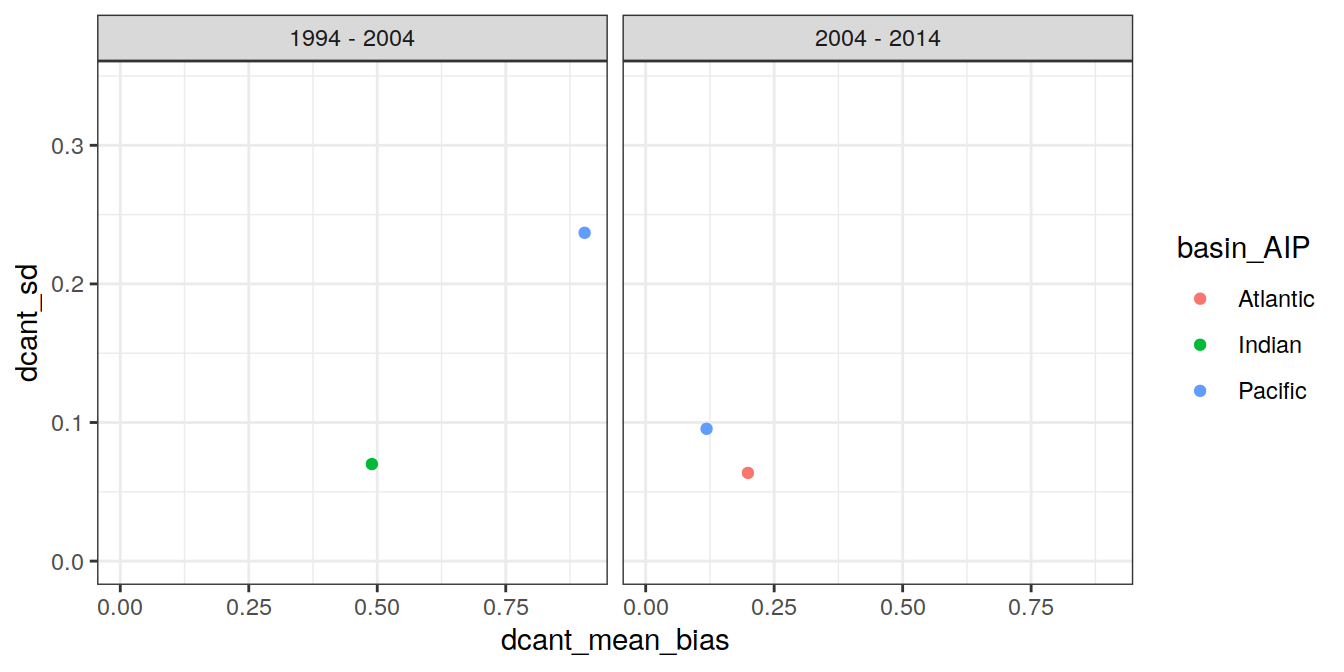 1994 - 2004
2004 - 2014
0.3
0.2
0.1
0.0
dcant_sd
0.00 0.25 0.50 0.75
0.00 0.25 0.50 0.75
dcant_mean_bias
basin_AIP
Atlantic
Indian
Pacific